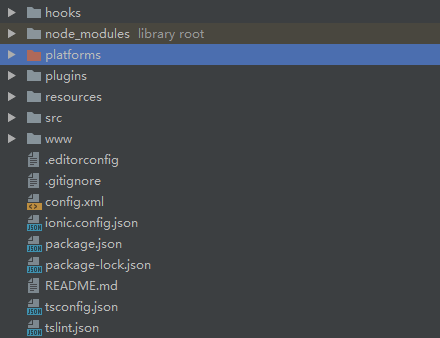 hooks
node_modules library root
platforms
plugins
resources
src
www
.editorconfig
.gitignore
config.xml
ionic.config.json
package.json
package-lock.json
README.md
tsconfig.json
tslint.json